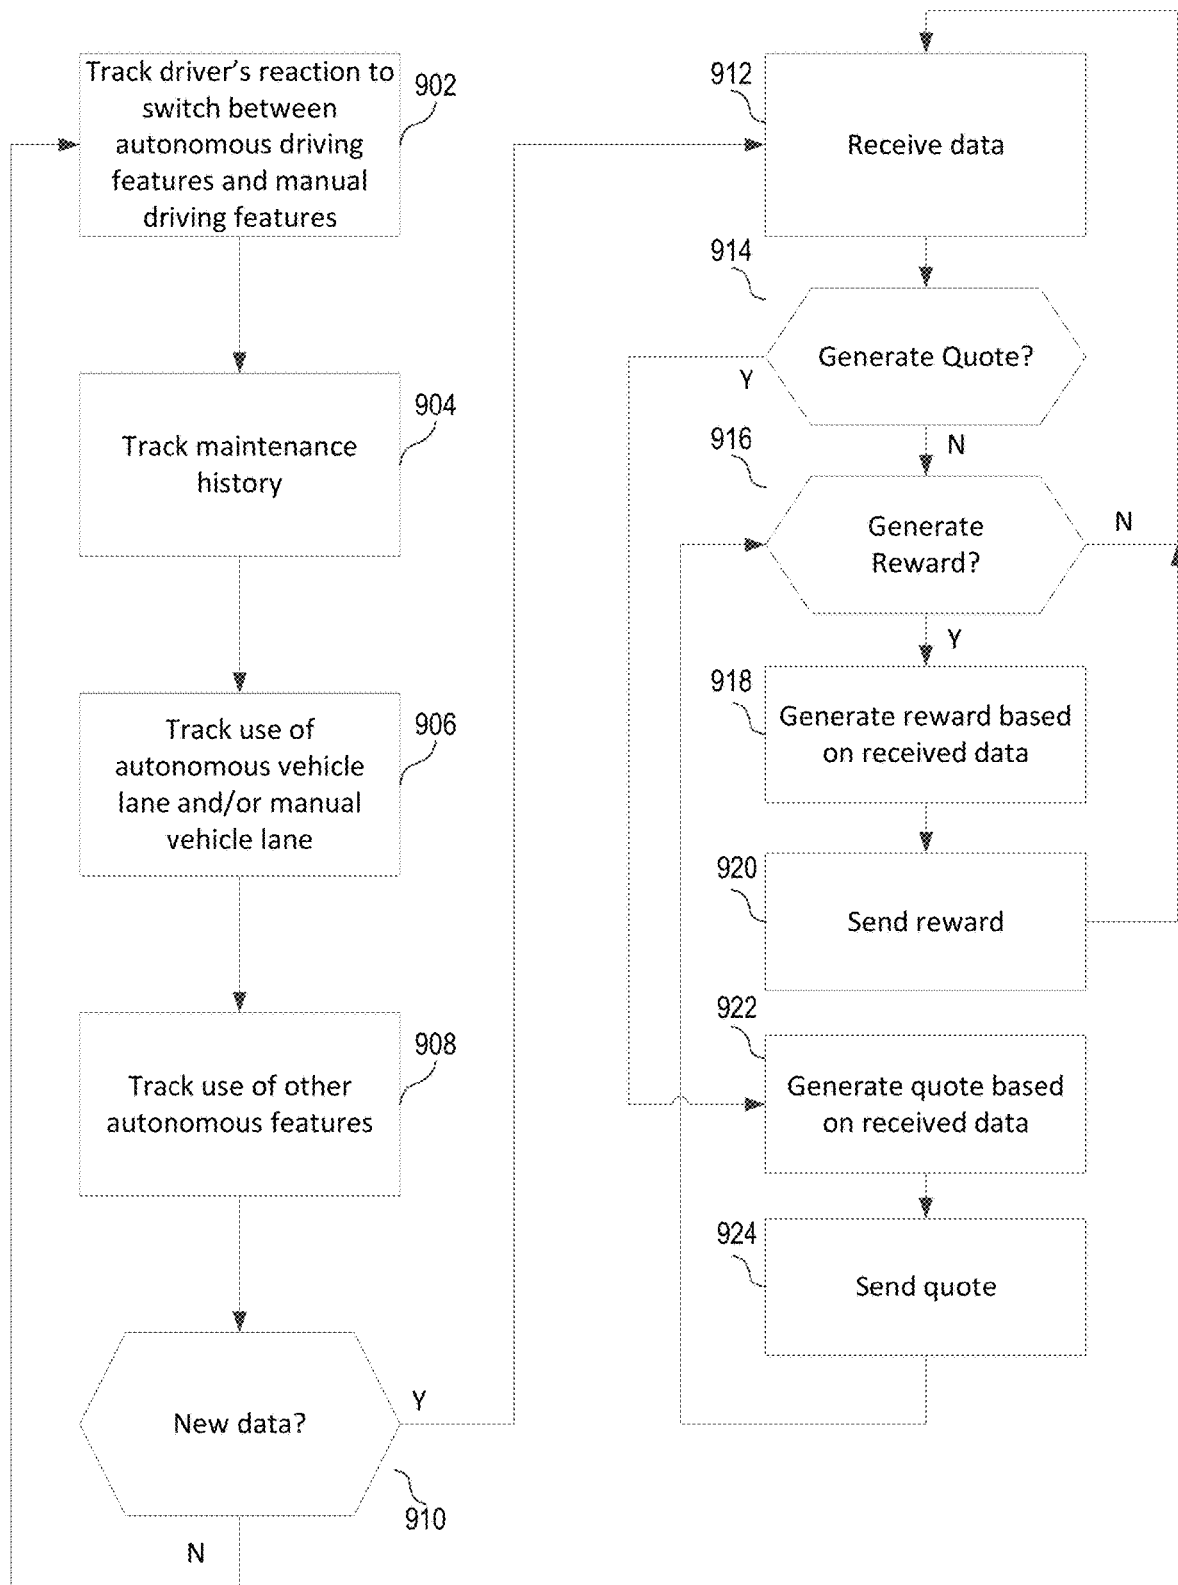 Track driver's reaction to
switch between
autonomous driving
features and manual
driving features
902
Track maintenance
history
904
Track use of
autonomous vehicle
lane and/or manual
vehicle lane
906
Track use of other
autonomous features
908
New data?
Y
910
N
912
Receive data
914
Generate Quote?
Y
N
916
Generate
Reward?
N
Y
918
Generate reward based
on received data
920
Send reward
922
Generate quote based
on received data
924
Send quote